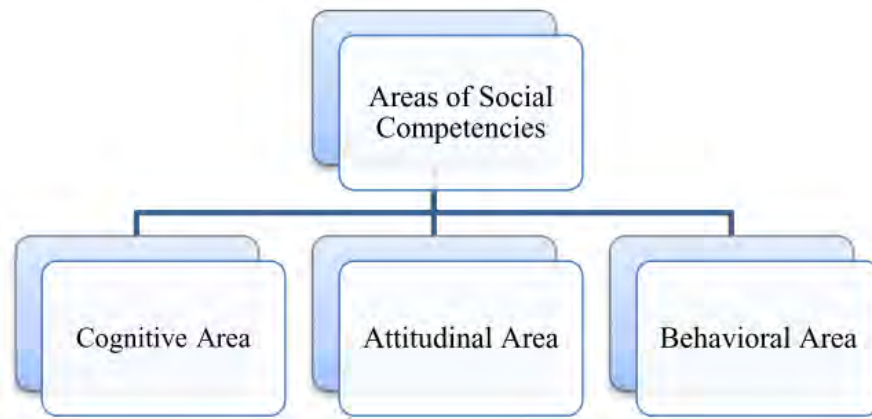 Areas of Social
Competencies
Cognitive Area
Attitudinal Area
Behavioral Area